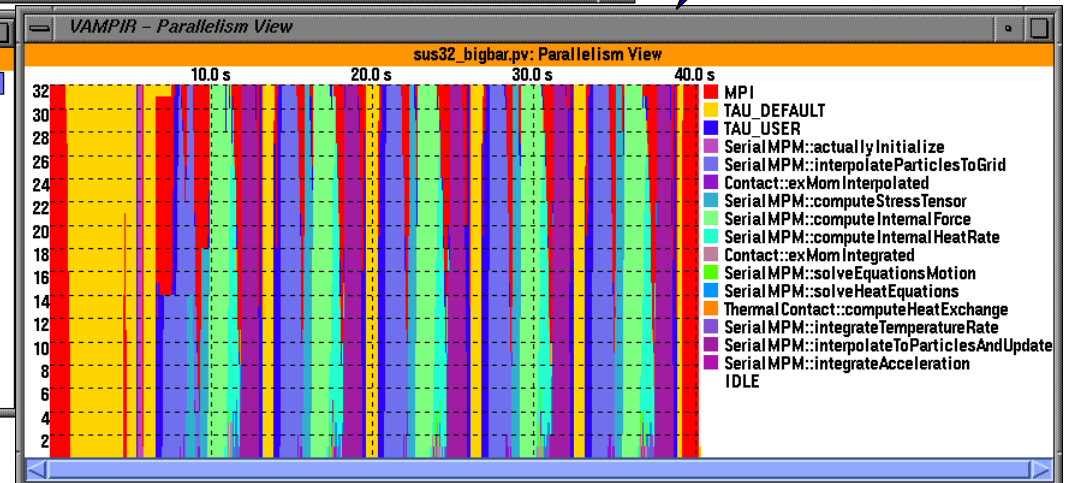 VAMPIR – Parallelism View
sus32_bigbar.pv: Parallelism View
10.0 s 20.0 s 30.0 s 40.0 s
32
30
28
26
24
22
20
18
16
14
12
10
8
6
4
2
MPI
TAU_DEFAULT
TAU_USER
SerialMPM::actuallyInitialize
SerialMPM::interpolateParticlesToGrid
Contact::exMomInterpolated
SerialMPM::computeStressTensor
SerialMPM::computeInternalForce
SerialMPM::computeInternalHeatRate
Contact::exMomIntegrated
SerialMPM::solveEquationsMotion
SerialMPM::solveHeatEquations
ThermalContact::computeHeatExchange
SerialMPM::integrateTemperatureRate
SerialMPM::interpolateToParticlesAndUpdate
SerialMPM::integrateAcceleration
IDLE